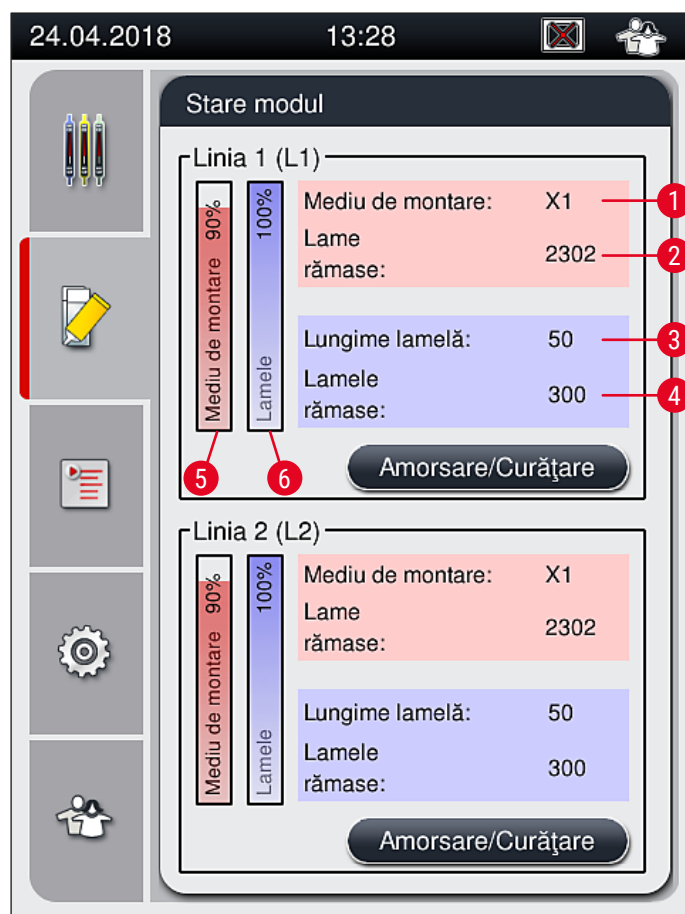 24.04.2018 13:28
Stare modul
Linia 1 (L1)
Mediu de montare 90%
Lamele 100%
Mediu de montare: X1
Lame
rămase: 2302
Lungime lamelă: 50
Lamele
rămase: 300
1
2
3
4
5
6
Amorsare/Curăţare
Linia 2 (L2)
Mediu de montare 90%
Lamele 100%
Mediu de montare: X1
Lame
rămase: 2302
Lungime lamelă: 50
Lamele
rămase: 300
Amorsare/Curăţare